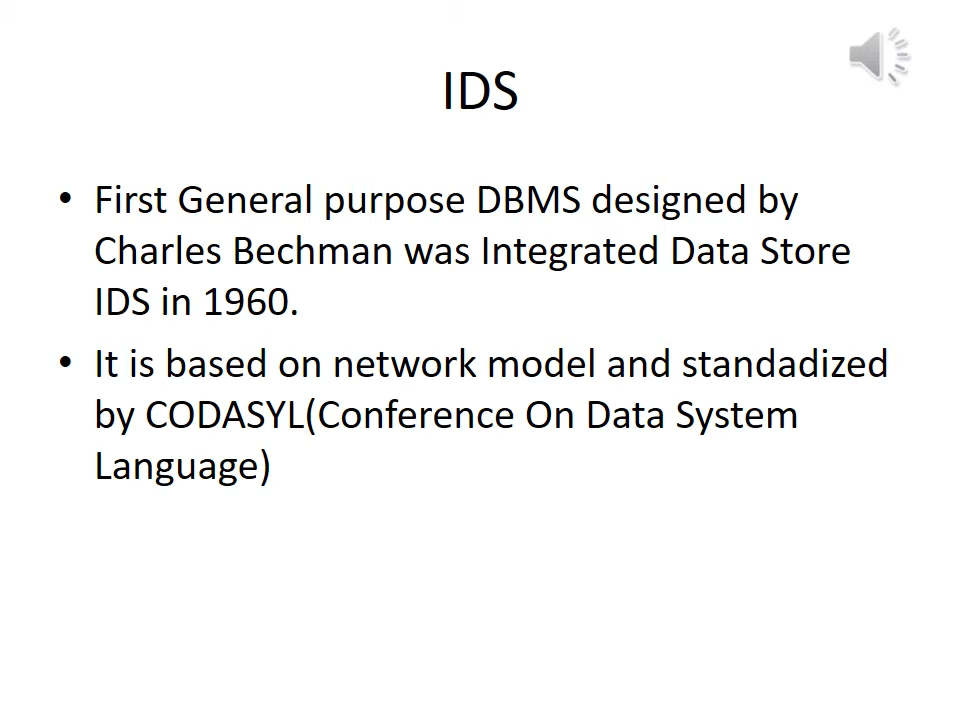 IDS
• First General purpose DBMS designed by
Charles Bechman was Integrated Data Store
IDS in 1960.
• It is based on network model and standadized
by CODASYL(Conference On Data System
Language)